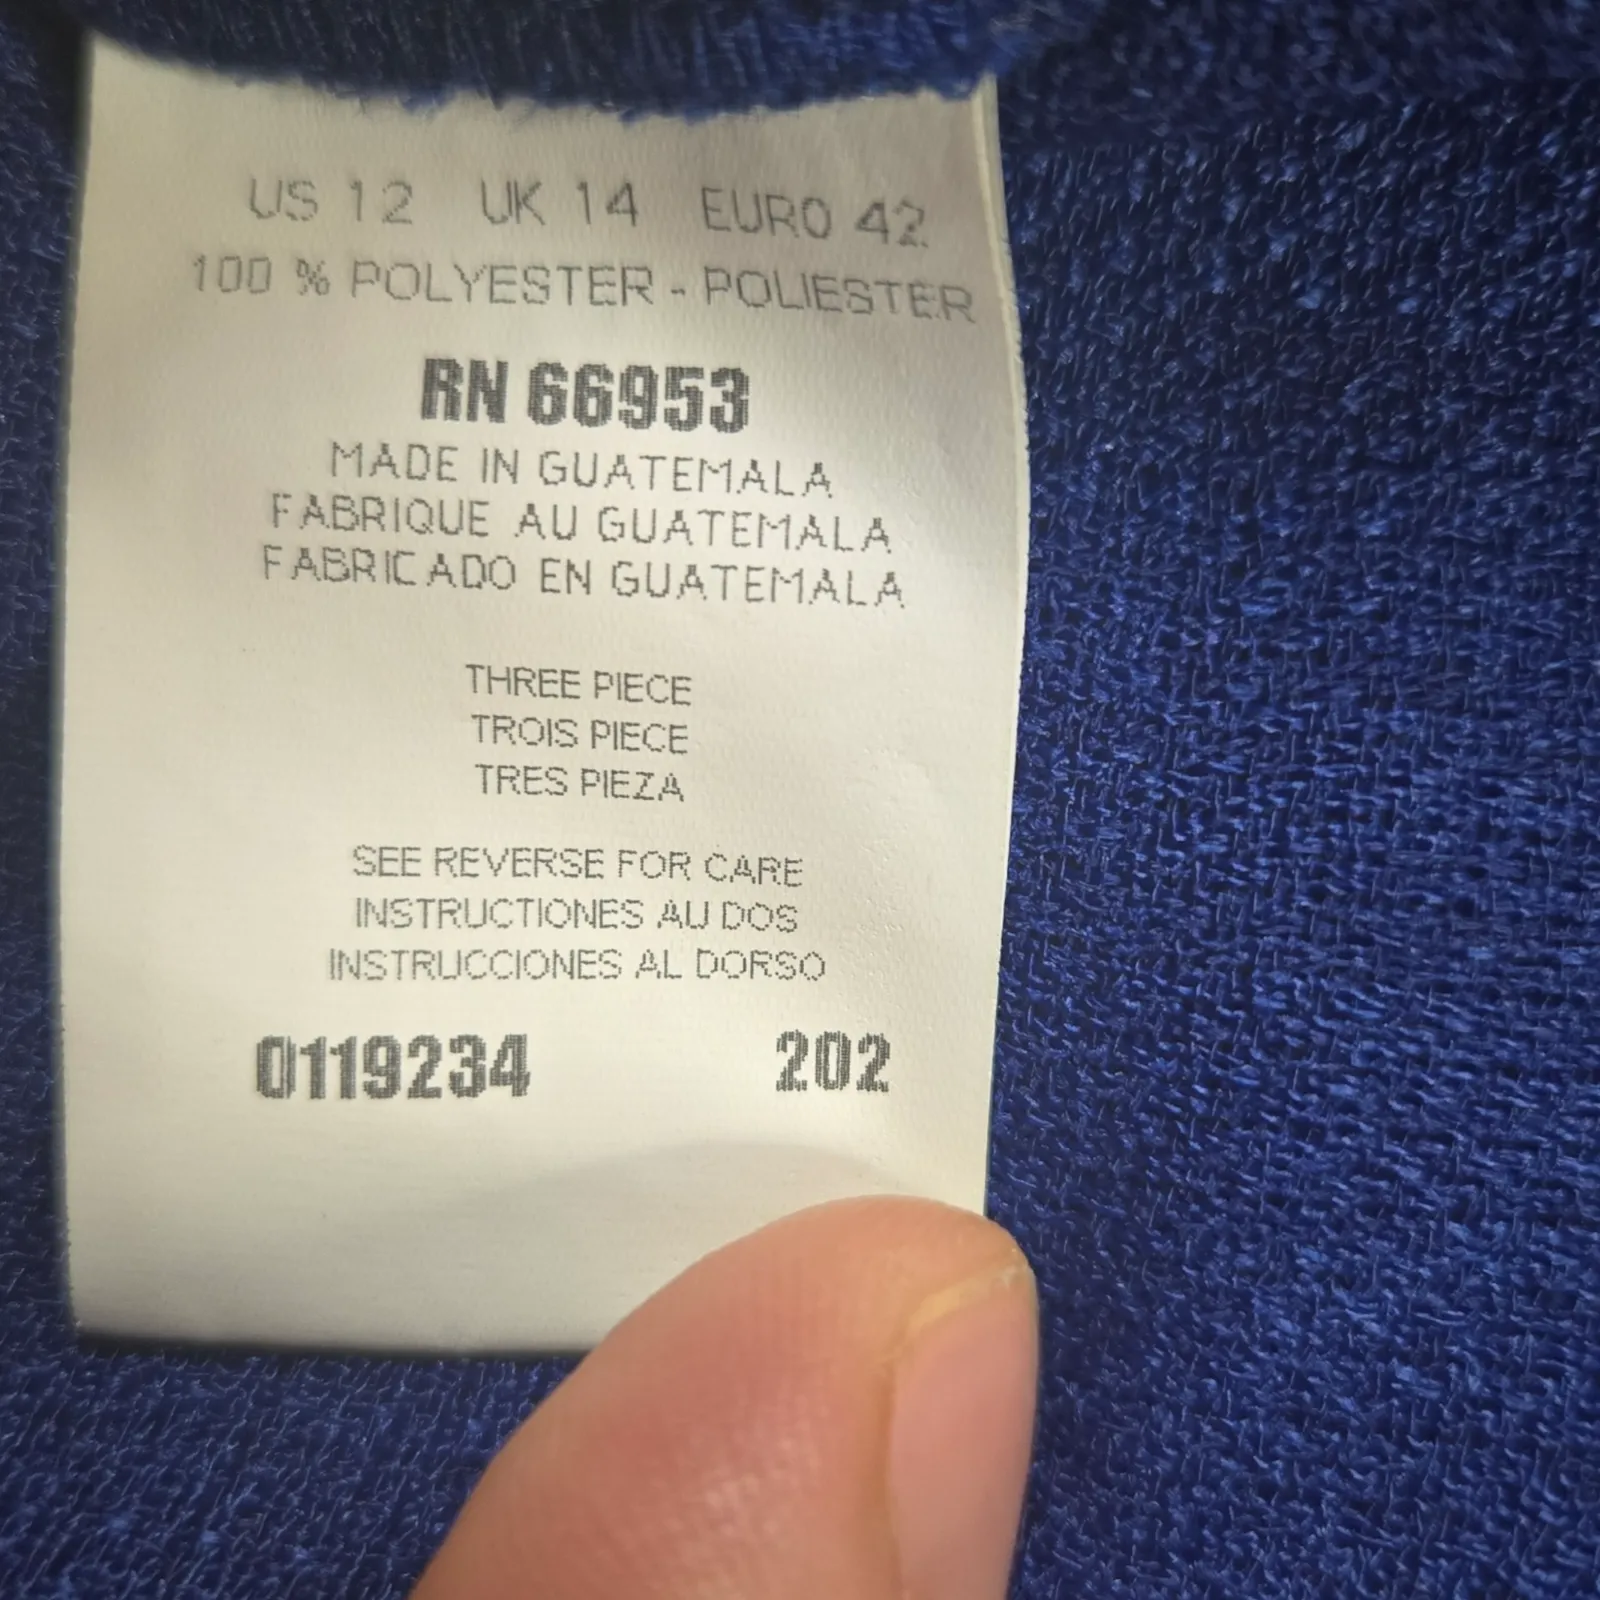 US 12 UK 14 EURO 42
100 % POLYESTER - POLIESTER
RN 66953
MADE IN GUATEMALA
FABRIQUE AU GUATEMALA
FABRICADO EN GUATEMALA
THREE PIECE
TROIS PIECE
TRES PIEZA
SEE REVERSE FOR CARE
INSTRUCTIONES AU DOS
INSTRUCCIONES AL DORSO
0119234 202